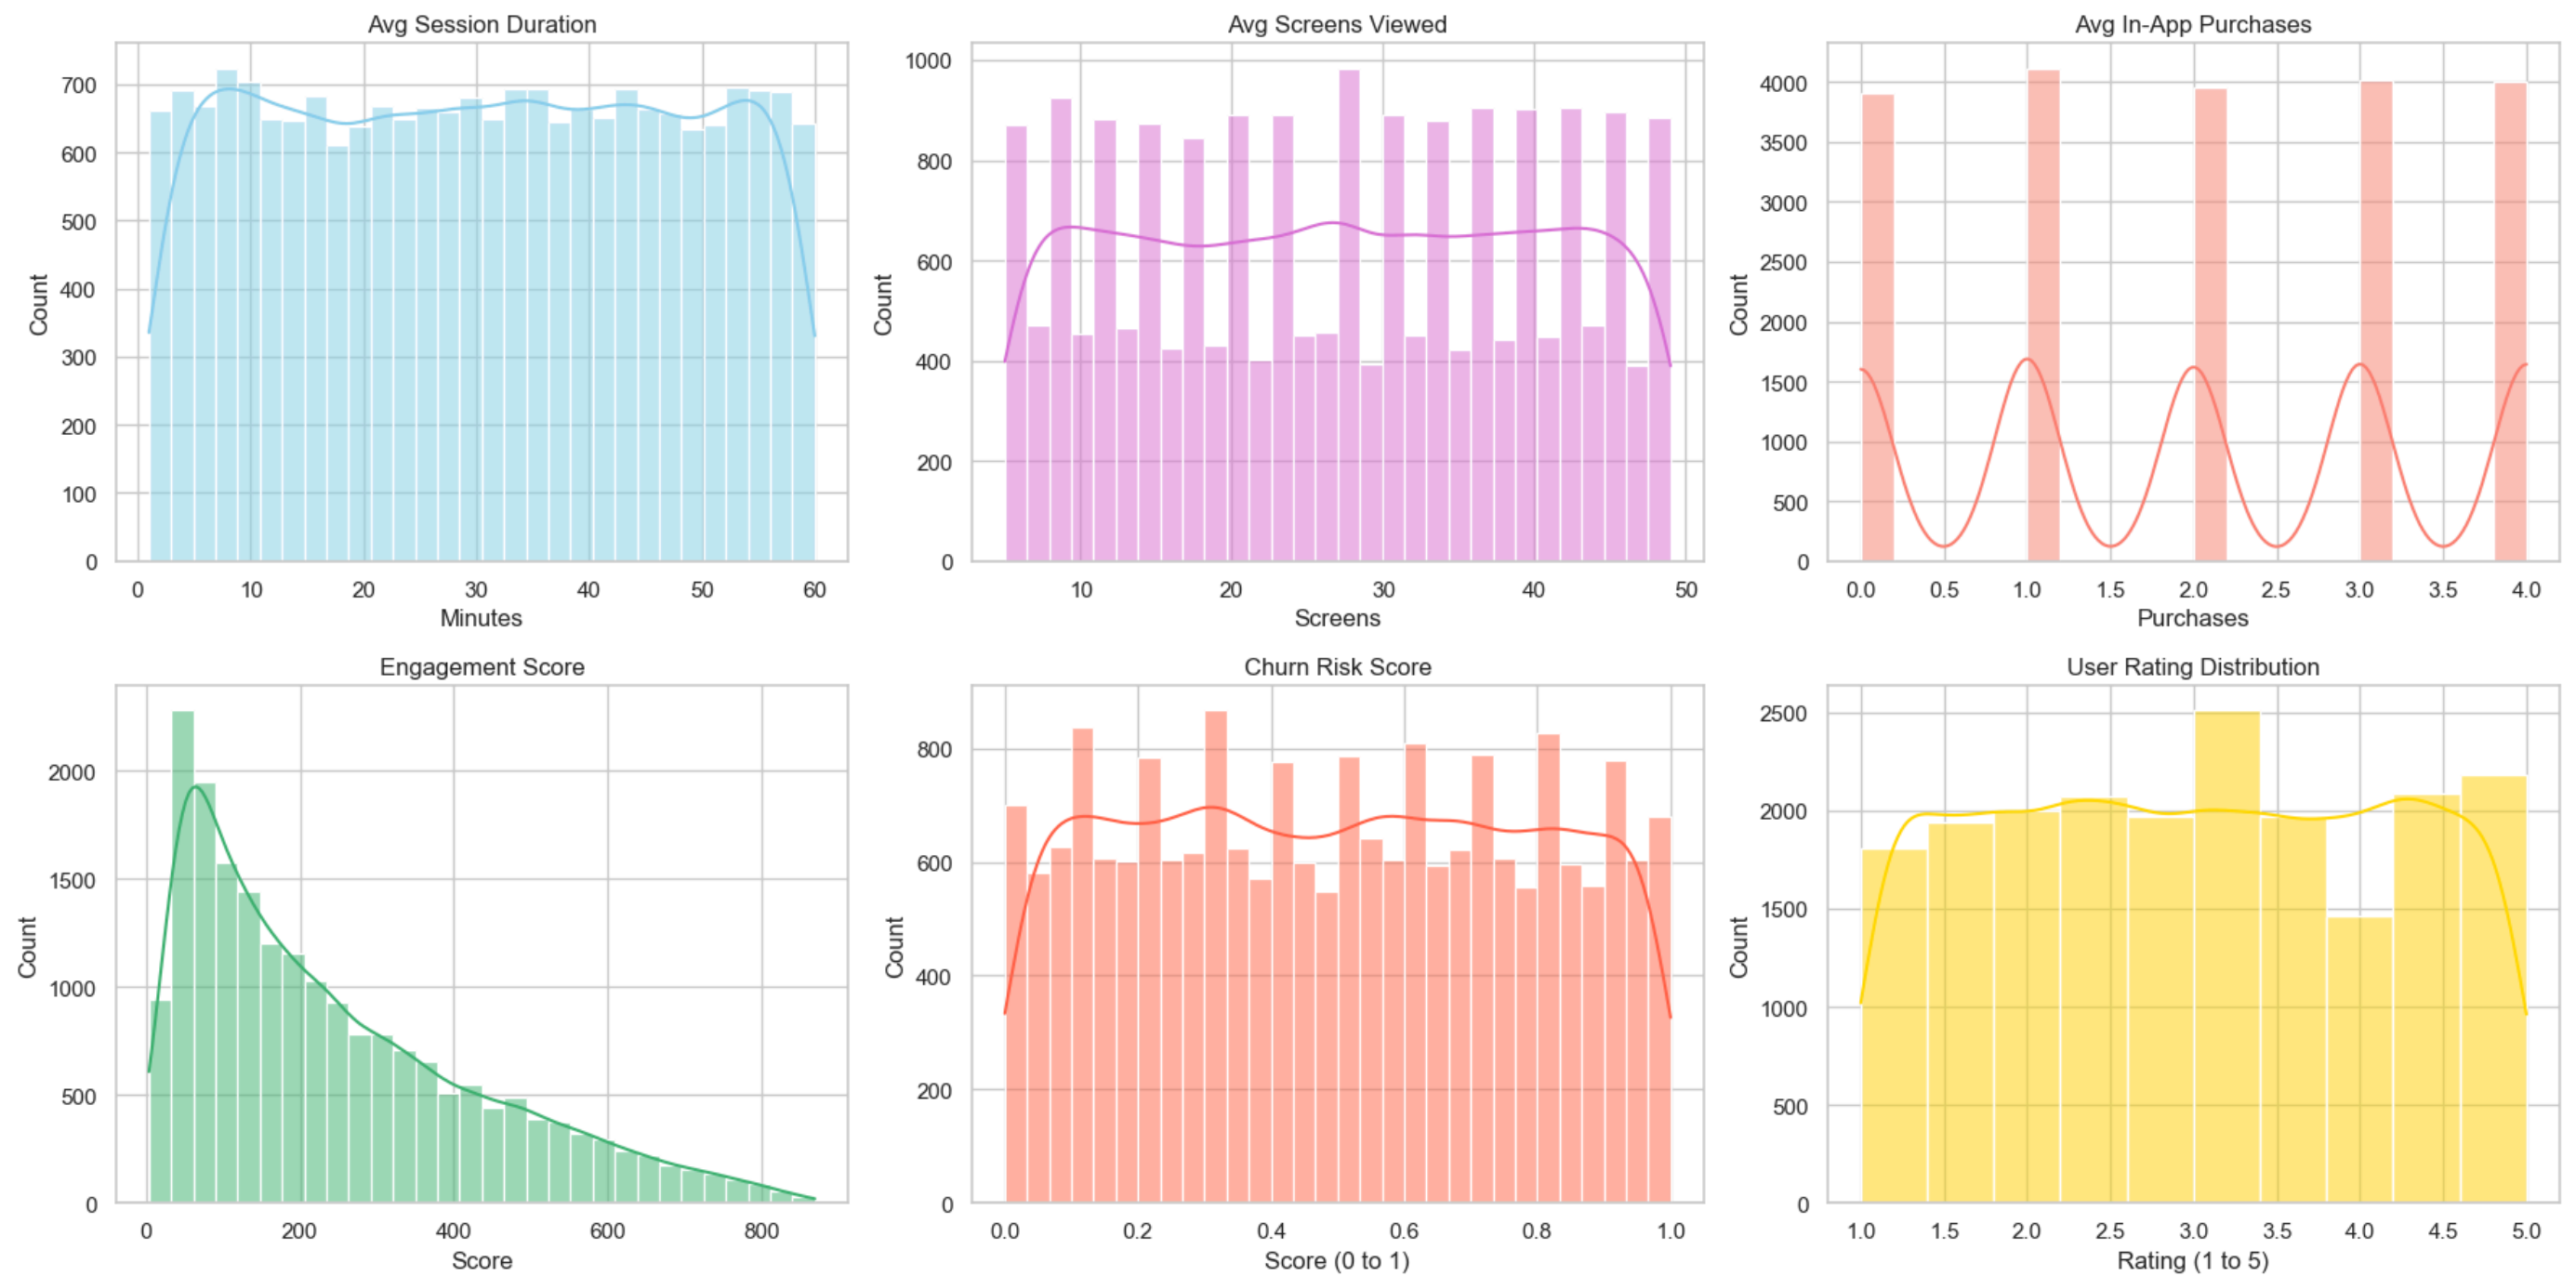 Avg Session Duration
Count
700
600
500
400
300
200
100
0
0 10 20 30 40 50 60
Minutes
Avg Screens Viewed
Count
1000
800
600
400
200
0
10 20 30 40 50
Screens
Avg In-App Purchases
Count
4000
3500
3000
2500
2000
1500
1000
500
0
0.0 0.5 1.0 1.5 2.0 2.5 3.0 3.5 4.0
Purchases
Engagement Score
Count
2000
1500
1000
500
0
0 200 400 600 800
Score
Churn Risk Score
Count
800
600
400
200
0
0.0 0.2 0.4 0.6 0.8 1.0
Score (0 to 1)
User Rating Distribution
Count
2500
2000
1500
1000
500
0
1.0 1.5 2.0 2.5 3.0 3.5 4.0 4.5 5.0
Rating (1 to 5)